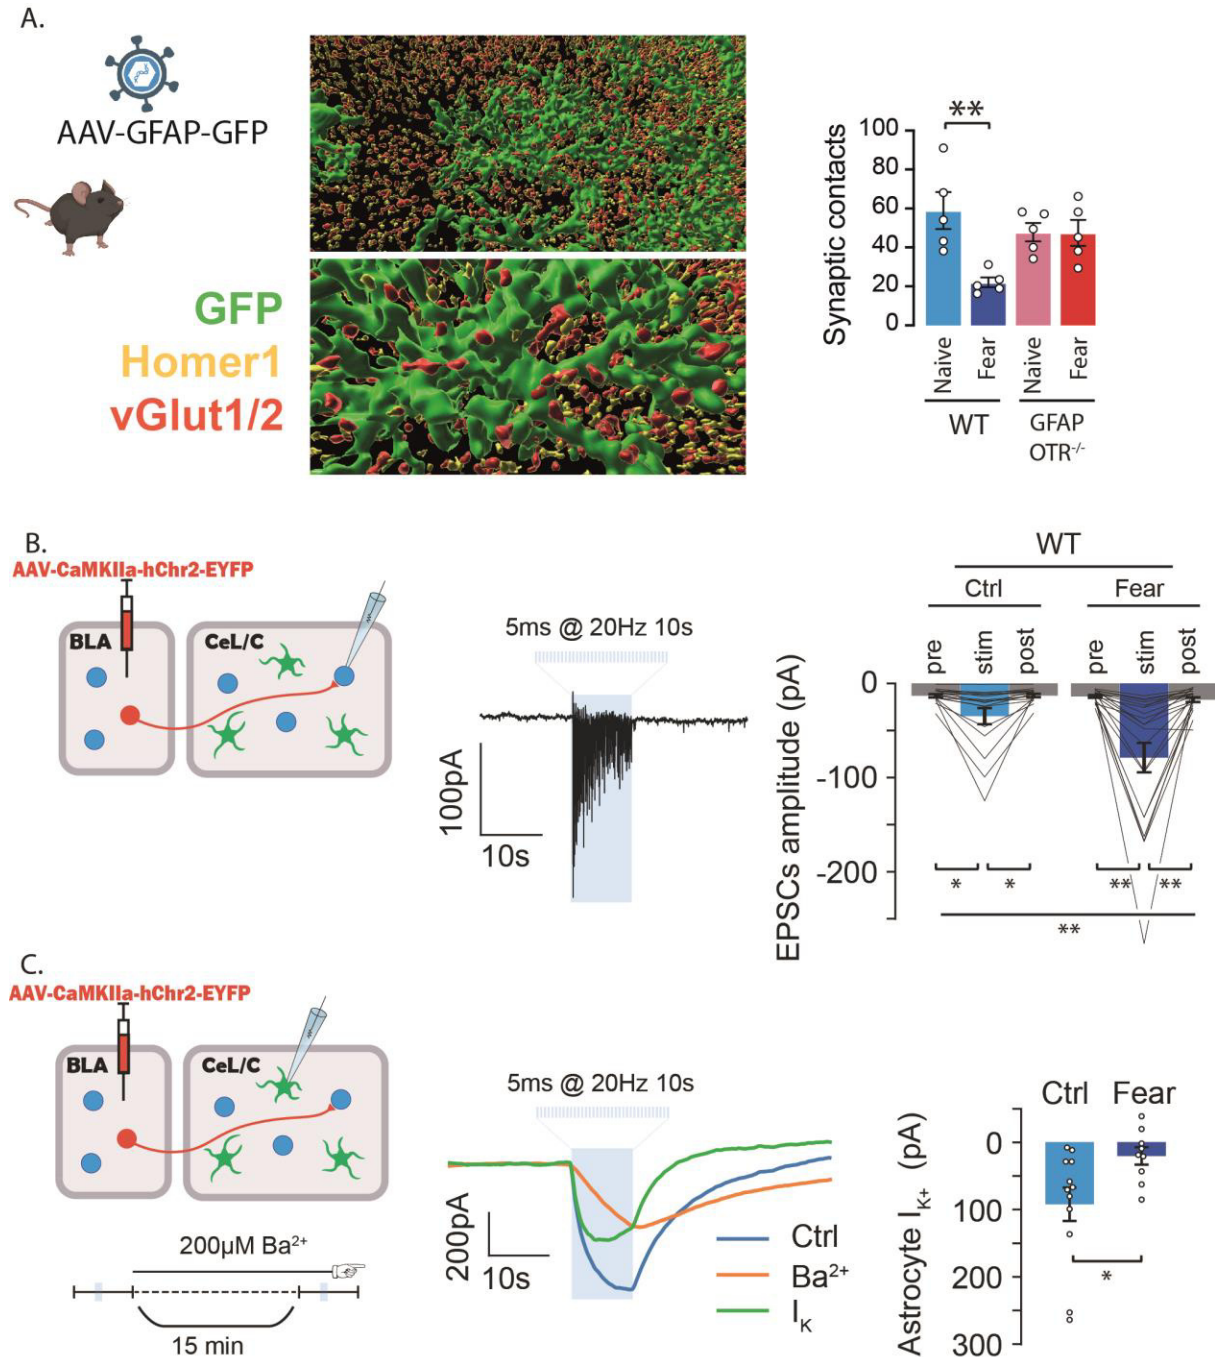 A.
AAV-GFAP-GFP
GFP
Homer1
vGlut1/2
Synaptic contacts
100
80
60
40
20
0
**
Naive
Fear
Naive
Fear
WT
GFAP
OTR-/-
B.
AAV-CaMKIIa-hChr2-EYFP
BLA
CeL/C
5ms @ 20Hz 10s
100pA
10s
WT
Ctrl
Fear
pre
stim
post
pre
stim
post
EPSCs amplitude (pA)
0
-100
-200
*
*
**
**
**
C.
AAV-CaMKIIa-hChr2-EYFP
BLA
CeL/C
200μM Ba2+
15 min
5ms @ 20Hz 10s
200pA
10s
Ctrl
Ba2+
IK
Ctrl
Fear
Astrocyte IK+ (pA)
0
100
200
300
*